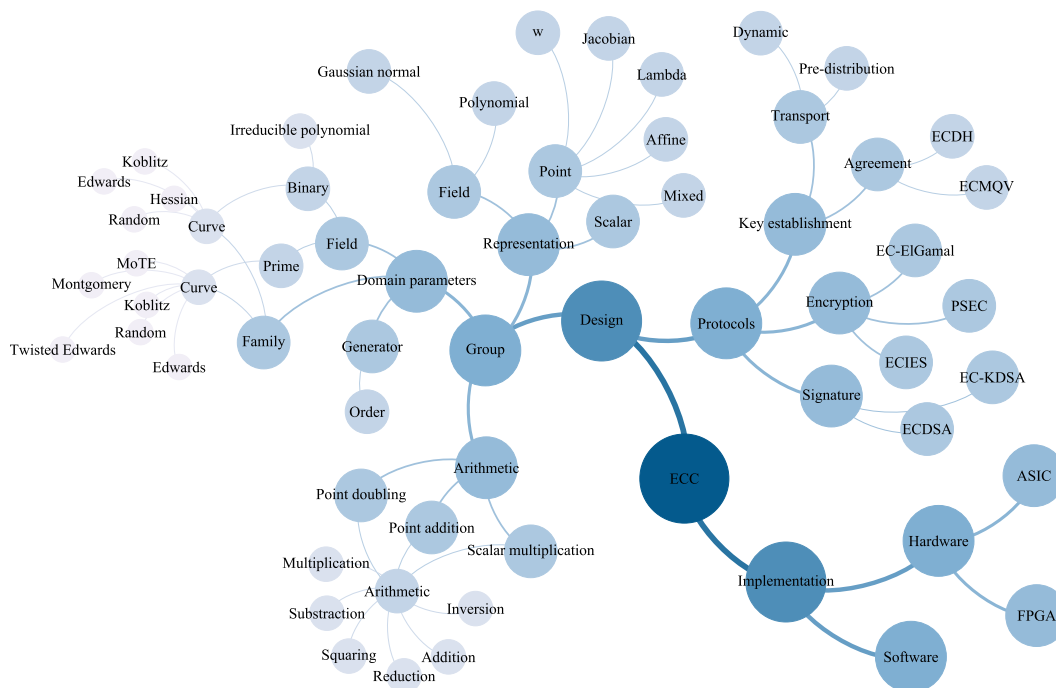 w
Dynamic
Jacobian
Gaussian normal
Pre-distribution
Lambda
Polynomial
Transport
Irreducible polynomial
ECDH
Affine
Koblitz
Agreement
Point
Edwards
Binary
ECMQV
Field
Mixed
Hessian
Random
Scalar
Key establishment
Curve
Field
Representation
EC-ElGamal
MoTE
Prime
Domain parameters
Montgomery
Curve
Encryption
PSEC
Koblitz
Design
Protocols
Random
Family
Generator
Group
Twisted Edwards
ECIES
Edwards
EC-KDSA
Signature
Order
ECDSA
Arithmetic
ASIC
ECC
Point doubling
Point addition
Hardware
Scalar multiplication
Multiplication
Implementation
Arithmetic
Inversion
Substraction
FPGA
Squaring
Addition
Software
Reduction